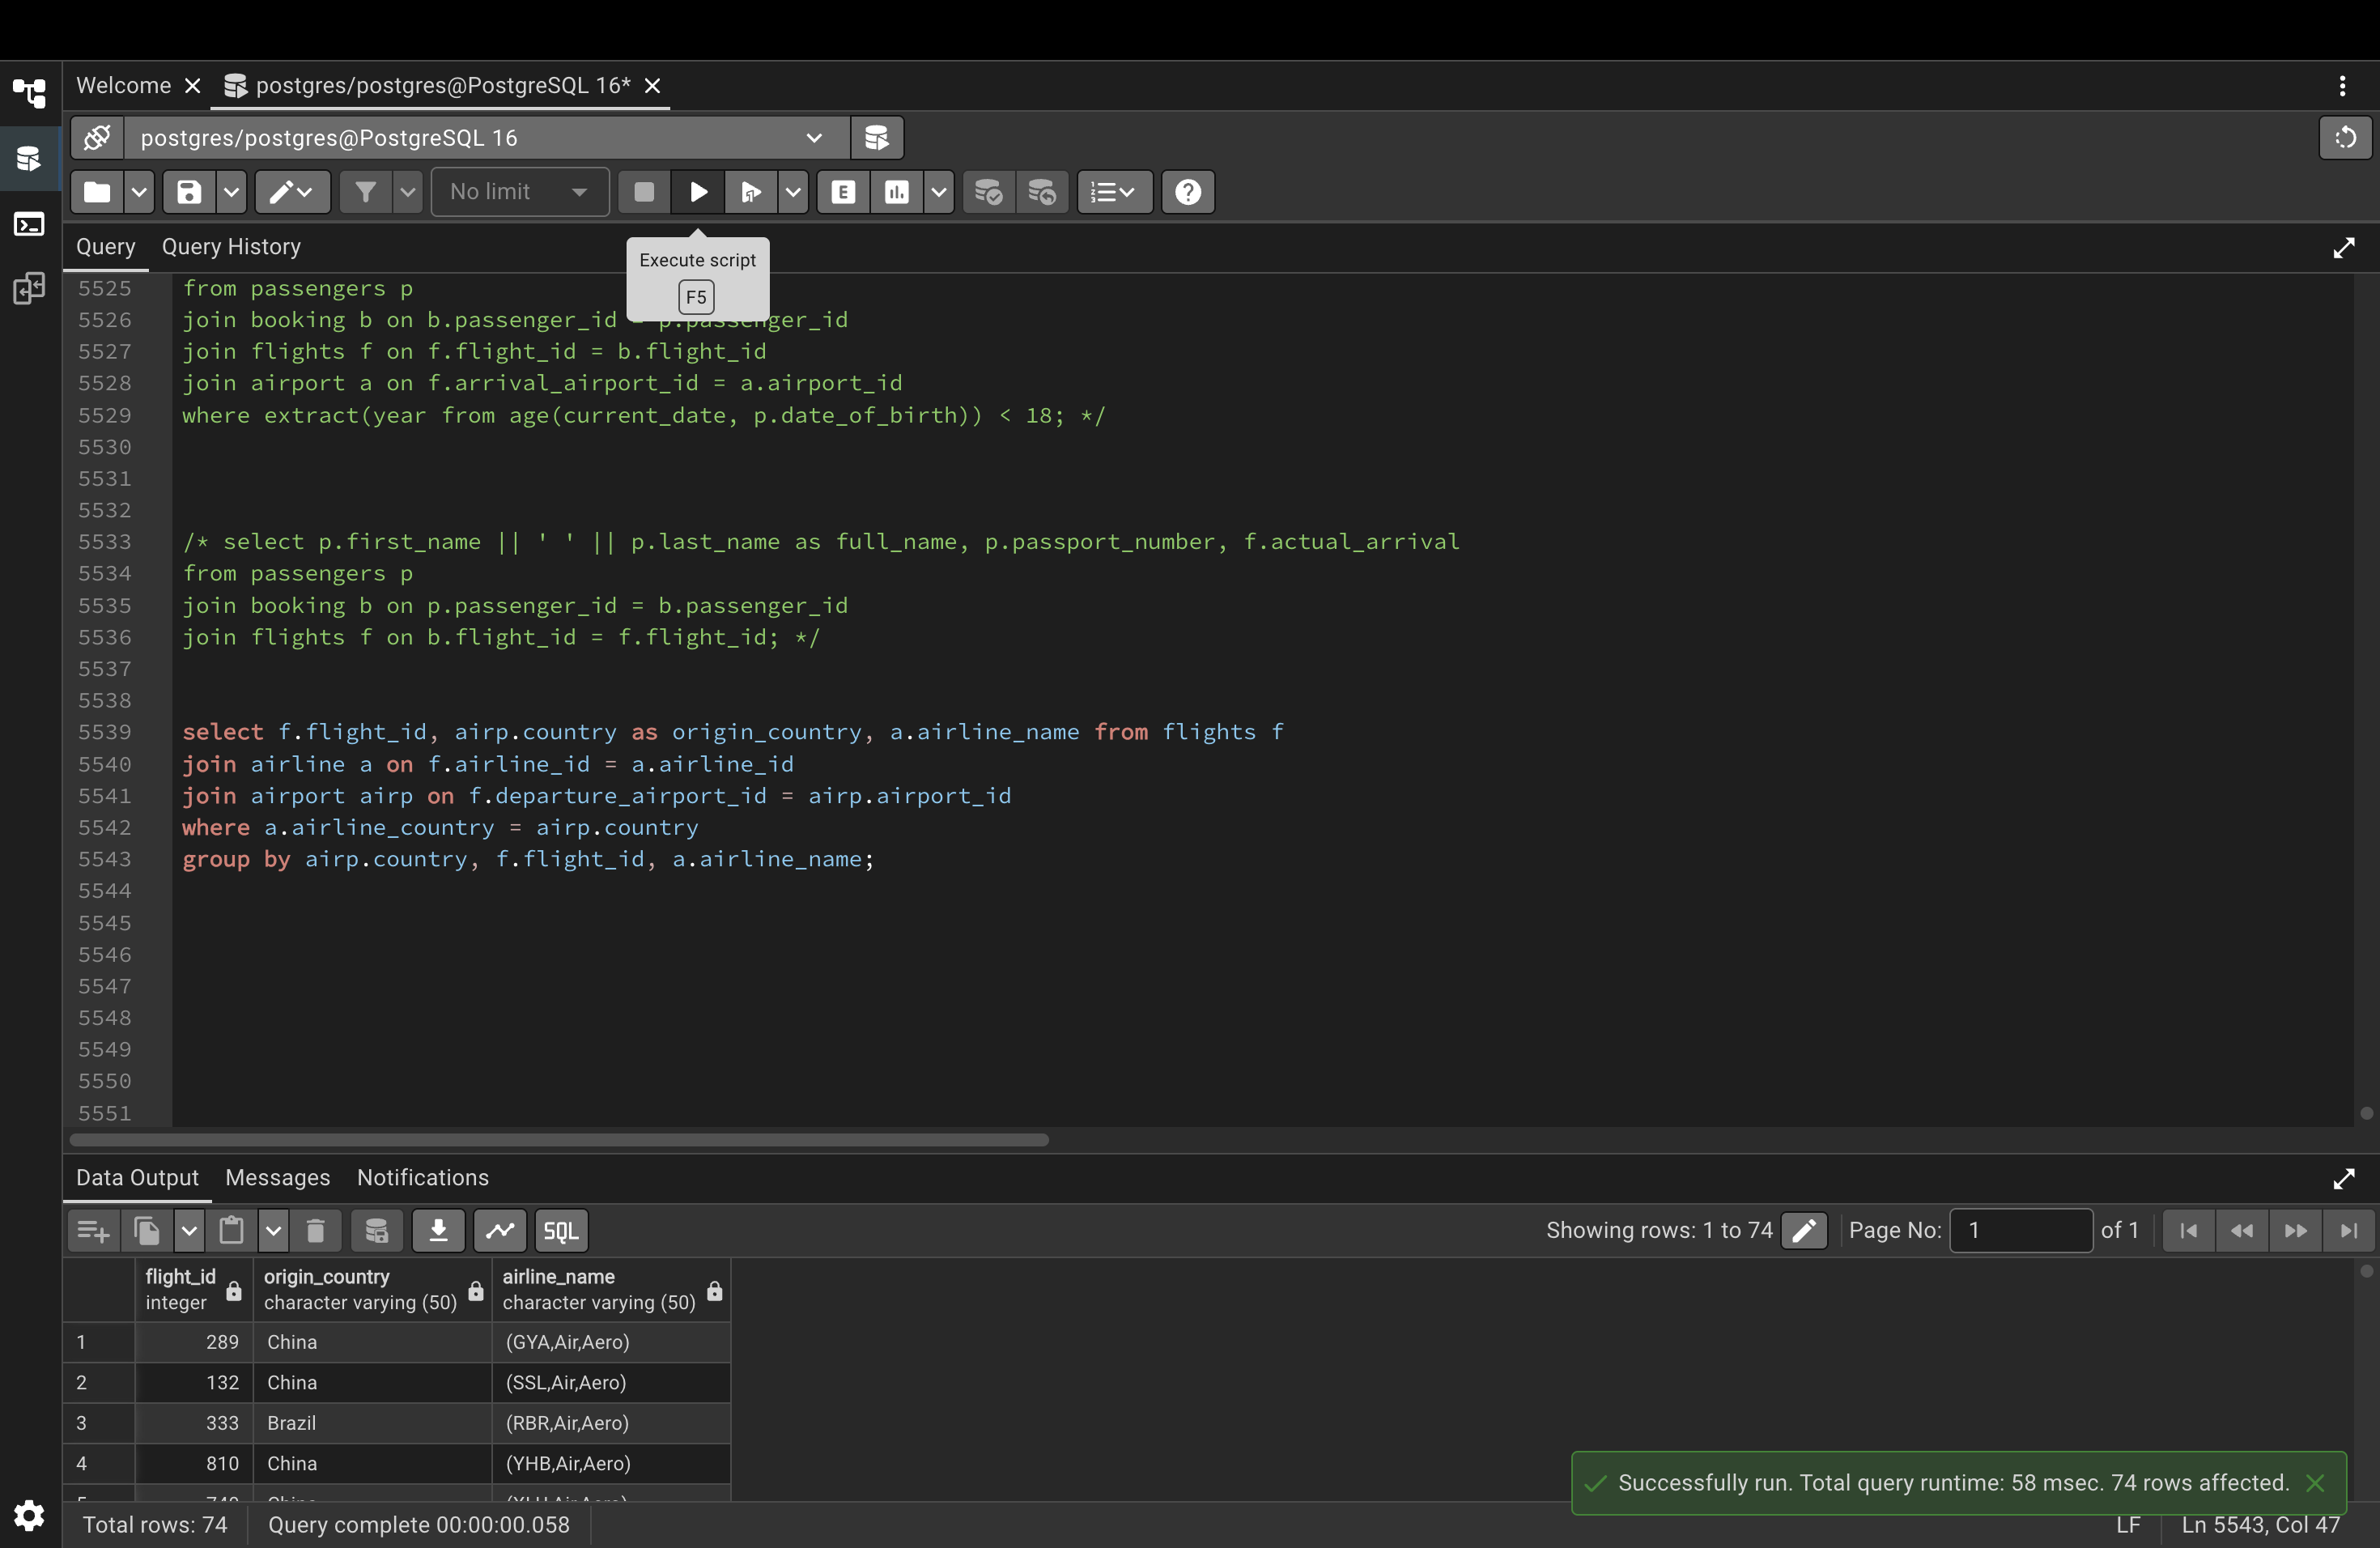 Welcome
postgres/postgres@PostgreSQL 16*
postgres/postgres@PostgreSQL 16
No limit
E
Query Query History
Execute script
F5
5525 from passengers p
5526 join booking b on b.passenger_id = p.passenger_id
5527 join flights f on f.flight_id = b.flight_id
5528 join airport a on f.arrival_airport_id = a.airport_id
5529 where extract(year from age(current_date, p.date_of_birth)) < 18; */
5530
5531
5532
5533 /* select p.first_name || ' ' || p.last_name as full_name, p.passport_number, f.actual_arrival
5534 from passengers p
5535 join booking b on p.passenger_id = b.passenger_id
5536 join flights f on b.flight_id = f.flight_id; */
5537
5538
5539 select f.flight_id, airp.country as origin_country, a.airline_name from flights f
5540 join airline a on f.airline_id = a.airline_id
5541 join airport airp on f.departure_airport_id = airp.airport_id
5542 where a.airline_country = airp.country
5543 group by airp.country, f.flight_id, a.airline_name;
5544
5545
5546
5547
5548
5549
5550
5551
Data Output Messages Notifications
SQL
Showing rows: 1 to 74
Page No: 1 of 1
flight_id integer
origin_country character varying (50)
airline_name character varying (50)
1 289 China (GYA,Air,Aero)
2 132 China (SSL,Air,Aero)
3 333 Brazil (RBR,Air,Aero)
4 810 China (YHB,Air,Aero)
Successfully run. Total query runtime: 58 msec. 74 rows affected.
Total rows: 74 Query complete 00:00:00.058 LF Ln 5543, Col 47